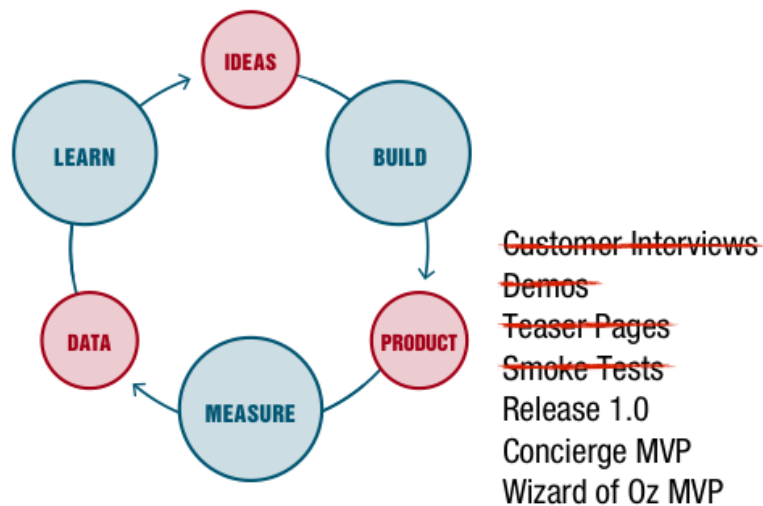 IDEAS
LEARN
BUILD
Customer Interviews
Demos
Teaser Pages
DATA
PRODUCT
Smoke Tests
MEASURE
Release 1.0
Concierge MVP
Wizard of Oz MVP